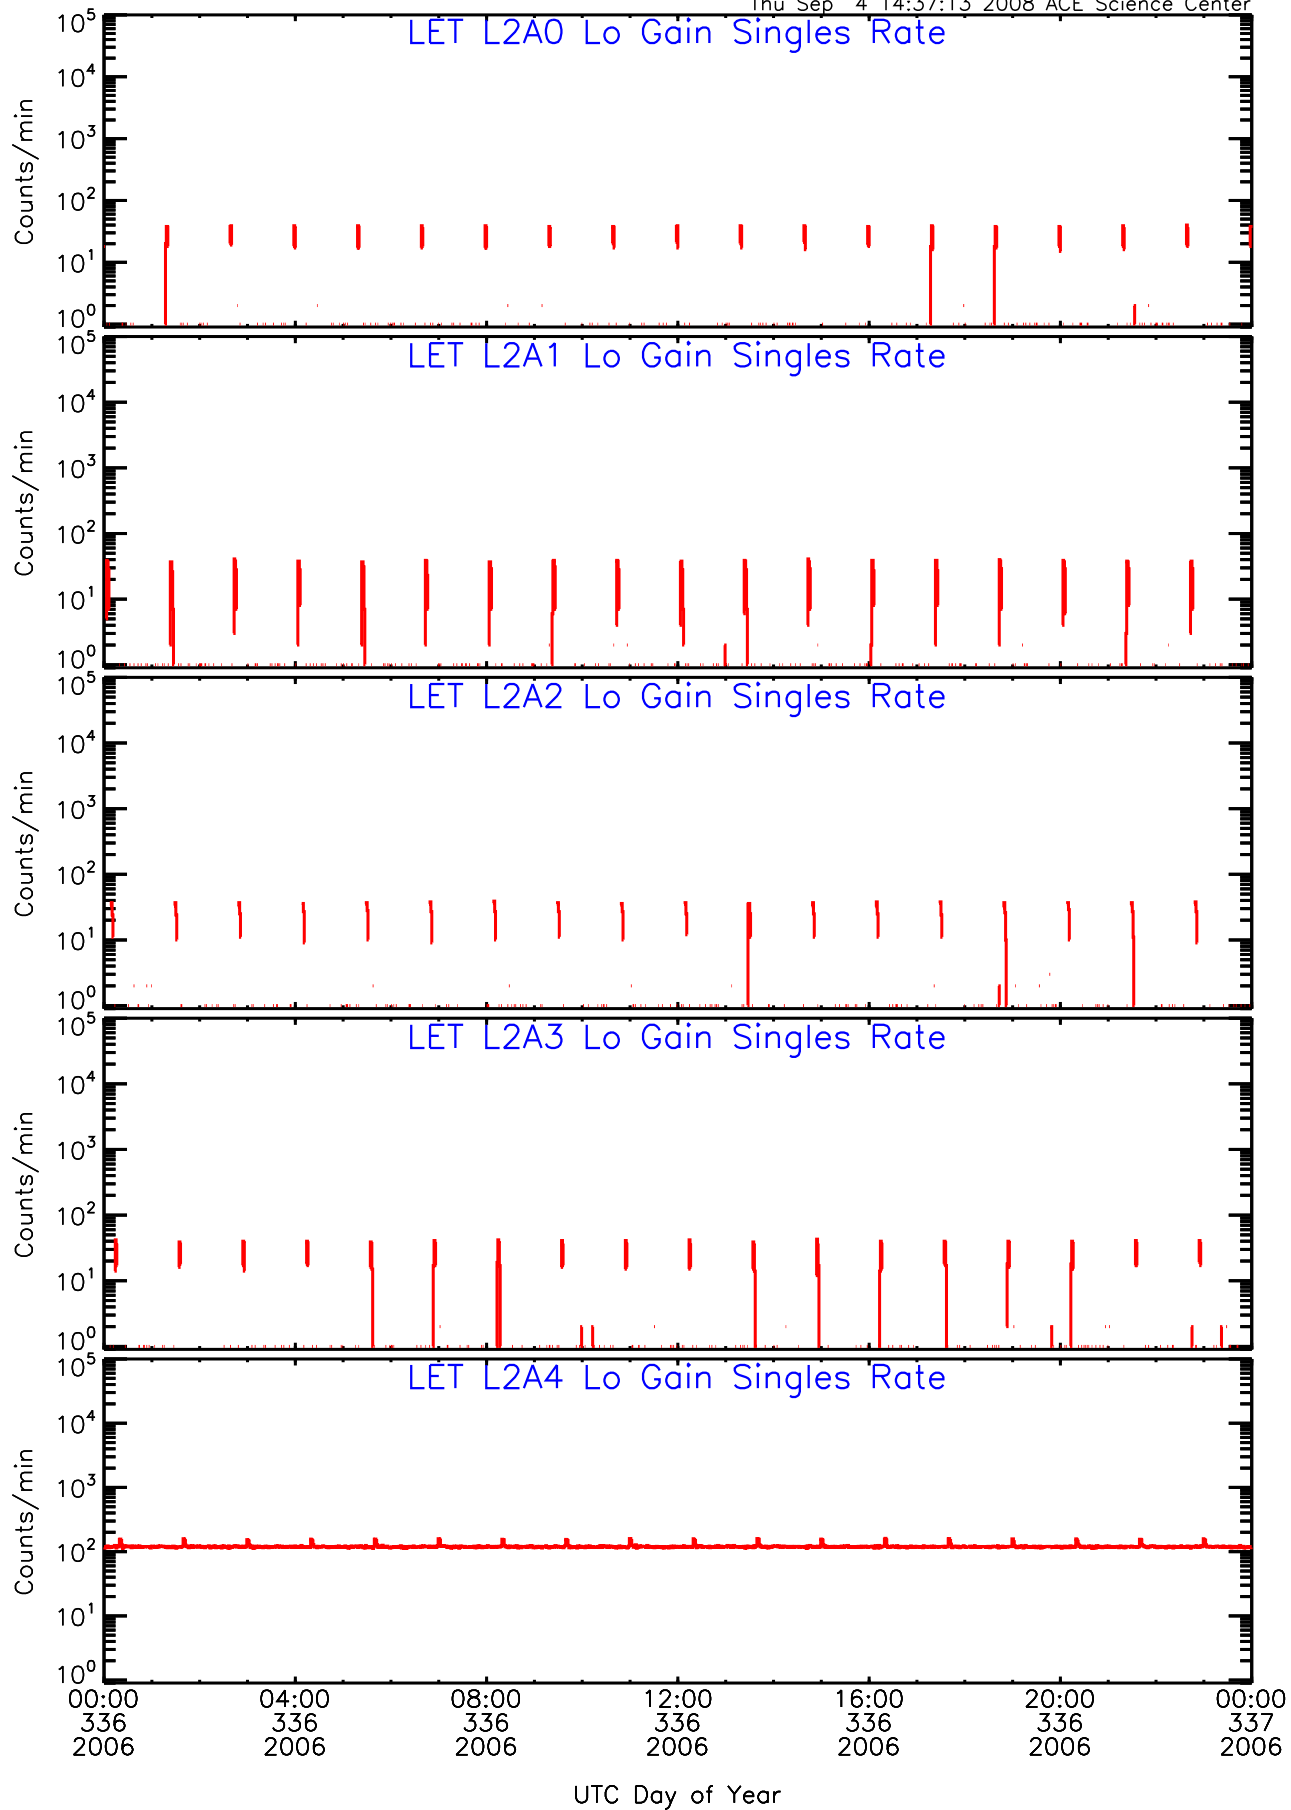 Thu Sep 4 14:37:13 2008 ACE Science Center
LET L2A0 Lo Gain Singles Rate
Counts/min
10^5
10^4
10^3
10^2
10^1
10^0
LET L2A1 Lo Gain Singles Rate
Counts/min
10^5
10^4
10^3
10^2
10^1
10^0
LET L2A2 Lo Gain Singles Rate
Counts/min
10^5
10^4
10^3
10^2
10^1
10^0
LET L2A3 Lo Gain Singles Rate
Counts/min
10^5
10^4
10^3
10^2
10^1
10^0
LET L2A4 Lo Gain Singles Rate
Counts/min
10^5
10^4
10^3
10^2
10^1
10^0
00:00 04:00 08:00 12:00 16:00 20:00 00:00
336 336 336 336 336 336 337
2006 2006 2006 2006 2006 2006 2006
UTC Day of Year